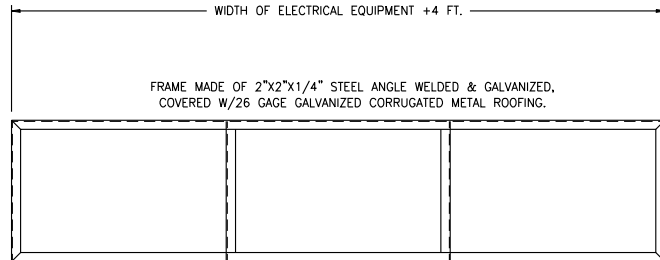 WIDTH OF ELECTRICAL EQUIPMENT +4 FT.
FRAME MADE OF 2"X2"X1/4" STEEL ANGLE WELDED & GALVANIZED,
COVERED W/26 GAGE GALVANIZED CORRUGATED METAL ROOFING.